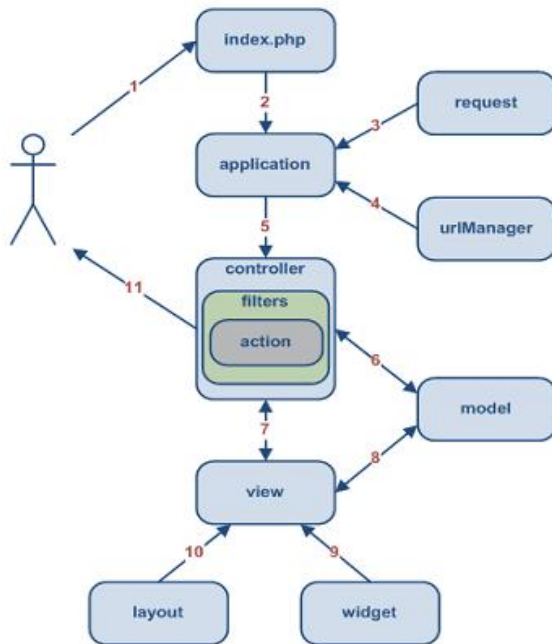 index.php
1
2
request
3
application
4
urlManager
5
controller
filters
11
action
6
model
7
8
view
10
9
layout
widget